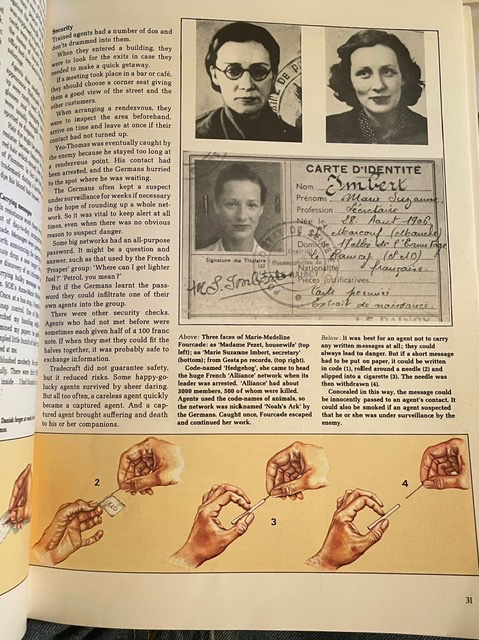 Security
Trained agents had a number of dos and
don'ts drummed into them.
When they entered a building, they
were to look for the exits in case they
needed to make a quick getaway.
If a meeting took place in a bar or café,
they should choose a corner seat giving
them a good view of the street and the
other customers.
When arranging a rendezvous, they
were to inspect the area beforehand,
arrive on time and leave at once if their
contact had not turned up.
Yeo-Thomas was eventually caught by
the enemy because he stayed too long at
a rendezvous point. His contact had
been arrested, and the Germans hurried
to the spot where he was waiting.
The Germans often kept a suspect
under surveillance for weeks if necessary
in the hope of rounding up a whole net-
work. So it was vital to keep alert at all
times, even when there was no obvious
reason to suspect danger.
Some big networks had an all-purpose
password. It might be a question and
answer, such as that used by the French
'Prosper' group: 'Where can I get lighter
fuel?' 'Petrol, you mean?'
But if the Germans learnt the pass-
word they could infiltrate one of their
own agents into the group.
There were other security checks.
Agents who had not met before were
sometimes each given half of a 100 franc
note. If when they met they could fit the
halves together, it was probably safe to
exchange information.
Tradecraft did not guarantee safety,
but it reduced risks. Some happy-go-
lucky agents survived by sheer daring.
But all too often, a careless agent quickly
became a captured agent. And a cap-
tured agent brought suffering and death
to his or her companions.
CARTE D'IDENTITÉ
Nom Imbert
Prénoms Marie Suzanne
Profession Secrétaire
Née le 28 Août 1906
Domicile
Nationalité française
Pièces justificatives
Carte périmée
Extrait de naissance.
Signature du Titulaire
Above: Three faces of Marie-Madeline
Fourcade: as 'Madame Pezet, housewife' (top
left); as 'Marie Suzanne Imbert, secretary'
(bottom); from Gestapo records, (top right).
Code-named 'Hedgehog', she came to head
the huge French 'Alliance' network when its
leader was arrested. 'Alliance' had about
3000 members, 500 of whom were killed.
Agents used the code-names of animals, so
the network was nicknamed 'Noah's Ark' by
the Germans. Caught once, Fourcade escaped
and continued her work.
Below: It was best for an agent not to carry
any written messages at all; they could
always lead to danger. But if a short message
had to be put on paper, it could be written
in code (1), rolled around a needle (2) and
slipped into a cigarette (3). The needle was
then withdrawn (4).
Concealed in this way, the message could
be innocently passed to an agent's contact. It
could also be smoked if an agent suspected
that he or she was under surveillance by the
enemy.
2
3
4
31